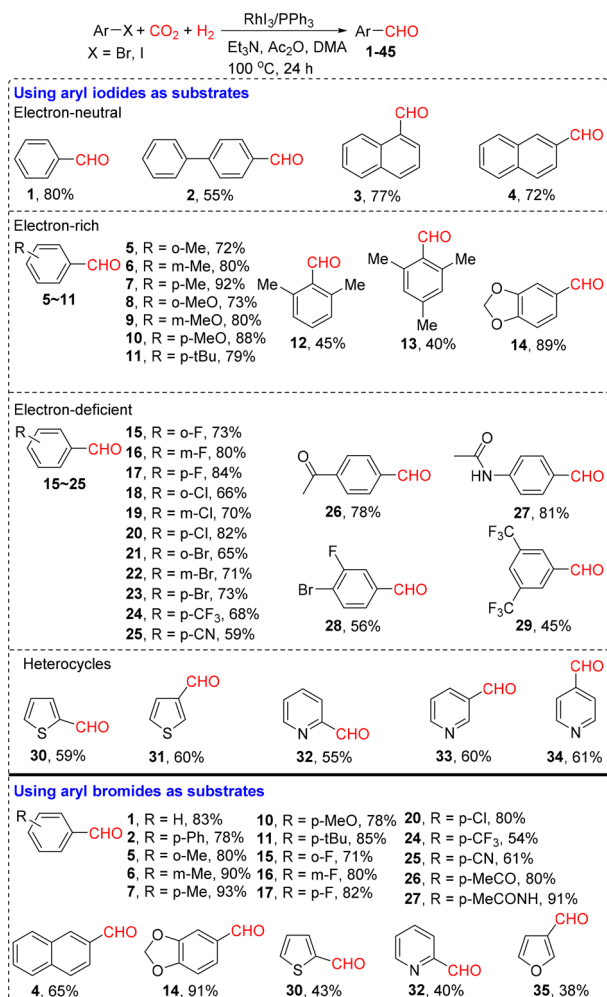 Ar–X + CO2 + H2
X = Br, I
RhI3/PPh3
Et3N, Ac2O, DMA
100 °C, 24 h
Ar–CHO
1-45
Using aryl iodides as substrates
Electron-neutral
CHO
CHO
CHO
CHO
1, 80%
2, 55%
3, 77%
4, 72%
Electron-rich
R
CHO
5~11
5, R = o-Me, 72%
6, R = m-Me, 80%
7, R = p-Me, 92%
8, R = o-MeO, 73%
9, R = m-MeO, 80%
10, R = p-MeO, 88%
11, R = p-tBu, 79%
CHO
Me
Me
12, 45%
CHO
Me
Me
Me
13, 40%
O
O
CHO
14, 89%
Electron-deficient
R
CHO
15~25
15, R = o-F, 73%
16, R = m-F, 80%
17, R = p-F, 84%
18, R = o-Cl, 66%
19, R = m-Cl, 70%
20, R = p-Cl, 82%
21, R = o-Br, 65%
22, R = m-Br, 71%
23, R = p-Br, 73%
24, R = p-CF3, 68%
25, R = p-CN, 59%
O
CHO
26, 78%
O
NH
CHO
27, 81%
F
Br
CHO
28, 56%
F3C
CF3
CHO
29, 45%
Heterocycles
S
CHO
30, 59%
CHO
S
31, 60%
N
CHO
32, 55%
CHO
N
33, 60%
CHO
N
34, 61%
Using aryl bromides as substrates
R
CHO
1, R = H, 83%
2, R = p-Ph, 78%
5, R = o-Me, 80%
6, R = m-Me, 90%
7, R = p-Me, 93%
10, R = p-MeO, 78%
11, R = p-tBu, 85%
15, R = o-F, 71%
16, R = m-F, 80%
17, R = p-F, 82%
20, R = p-Cl, 80%
24, R = p-CF3, 54%
25, R = p-CN, 61%
26, R = p-MeCO, 80%
27, R = p-MeCONH, 91%
CHO
4, 65%
O
O
CHO
14, 91%
S
CHO
30, 43%
N
CHO
32, 40%
CHO
O
35, 38%